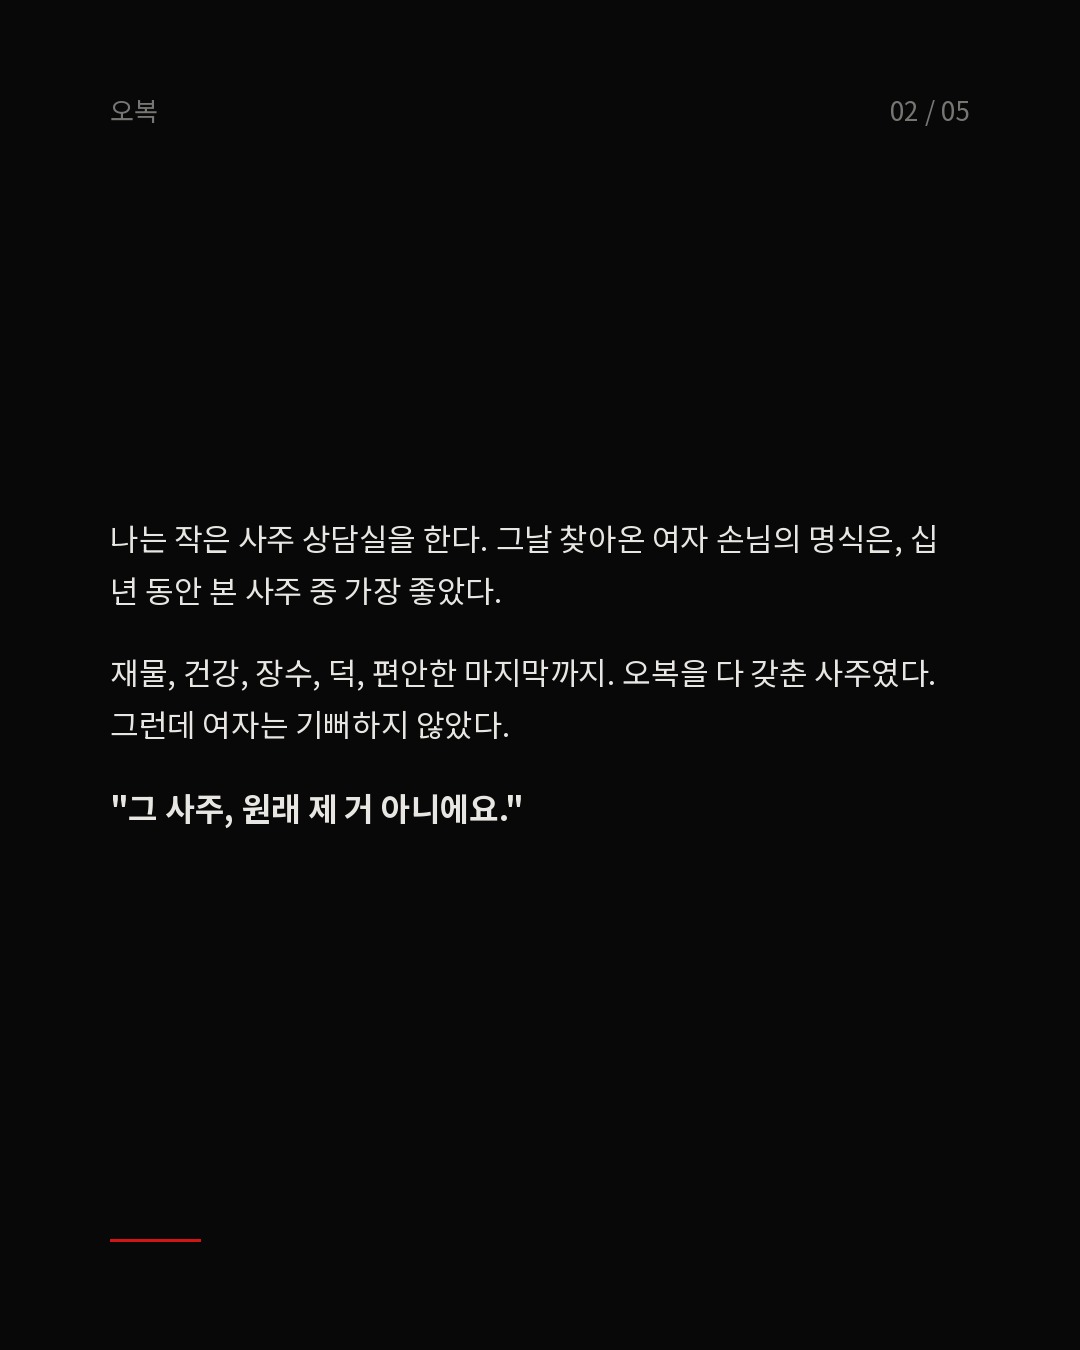 오복
02 / 05
나는 작은 사주 상담실을 한다. 그날 찾아온 여자 손님의 명식은, 십
년 동안 본 사주 중 가장 좋았다.
재물, 건강, 장수, 덕, 편안한 마지막까지. 오복을 다 갖춘 사주였다.
그런데 여자는 기뻐하지 않았다.
"그 사주, 원래 제 거 아니에요."